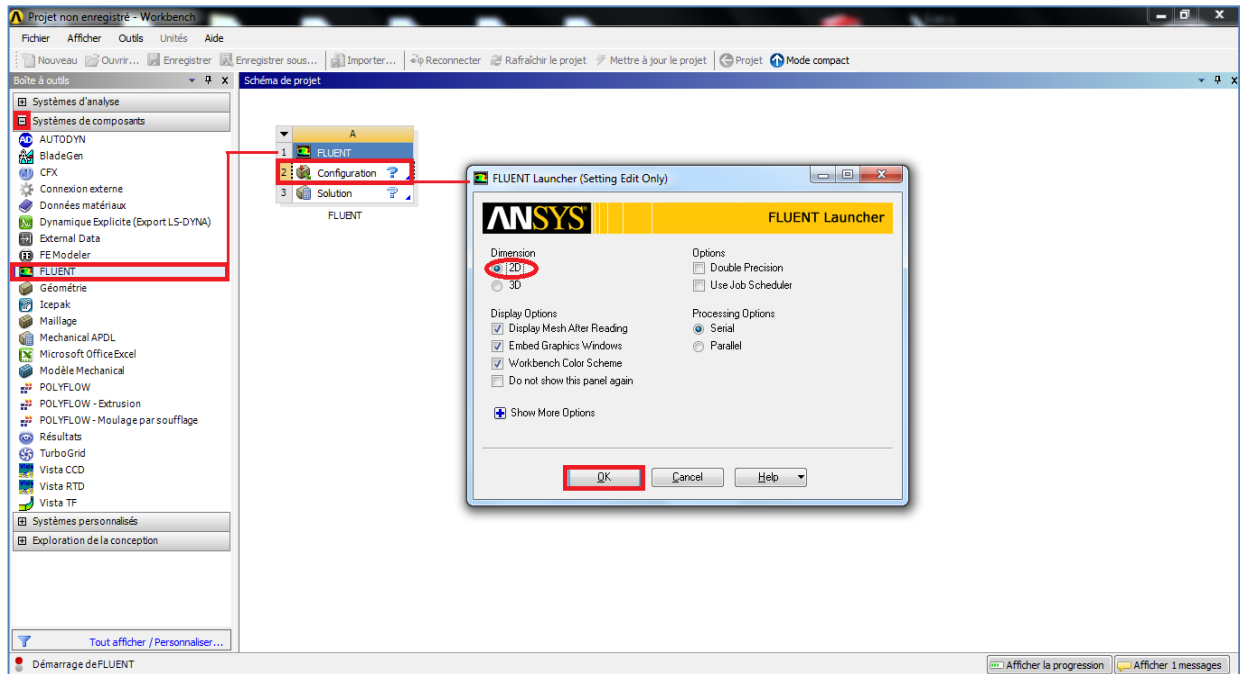 Projet non enregistré - Workbench
Fichier Afficher Outils Unités Aide
Nouveau Ouvrir... Enregistrer Enregistrer sous... Importer... Reconnecter Rafraîchir le projet Mettre à jour le projet Projet Mode compact
Boîte à outils
Schéma de projet
Systèmes d'analyse
Systèmes de composants
AUTODYN
BladeGen
CFX
Connexion externe
Données matériaux
Dynamique Explicite (Export LS-DYNA)
External Data
FE Modeler
FLUENT
Géométrie
Icepak
Maillage
Mechanical APDL
Microsoft Office Excel
Modèle Mechanical
POLYFLOW
POLYFLOW - Extrusion
POLYFLOW - Moulage par soufflage
Résultats
TurboGrid
Vista CCD
Vista RTD
Vista TF
Systèmes personnalisés
Exploration de la conception
Tout afficher / Personnaliser...
A
1 FLUENT
2 Configuration ?
3 Solution ?
FLUENT
FLUENT Launcher (Setting Edit Only)
ANSYS FLUENT Launcher
Dimension
2D
3D
Options
Double Precision
Use Job Scheduler
Display Options
Display Mesh After Reading
Embed Graphics Windows
Workbench Color Scheme
Do not show this panel again
Processing Options
Serial
Parallel
Show More Options
OK Cancel Help
Démarrage de FLUENT
Afficher la progression Afficher 1 messages